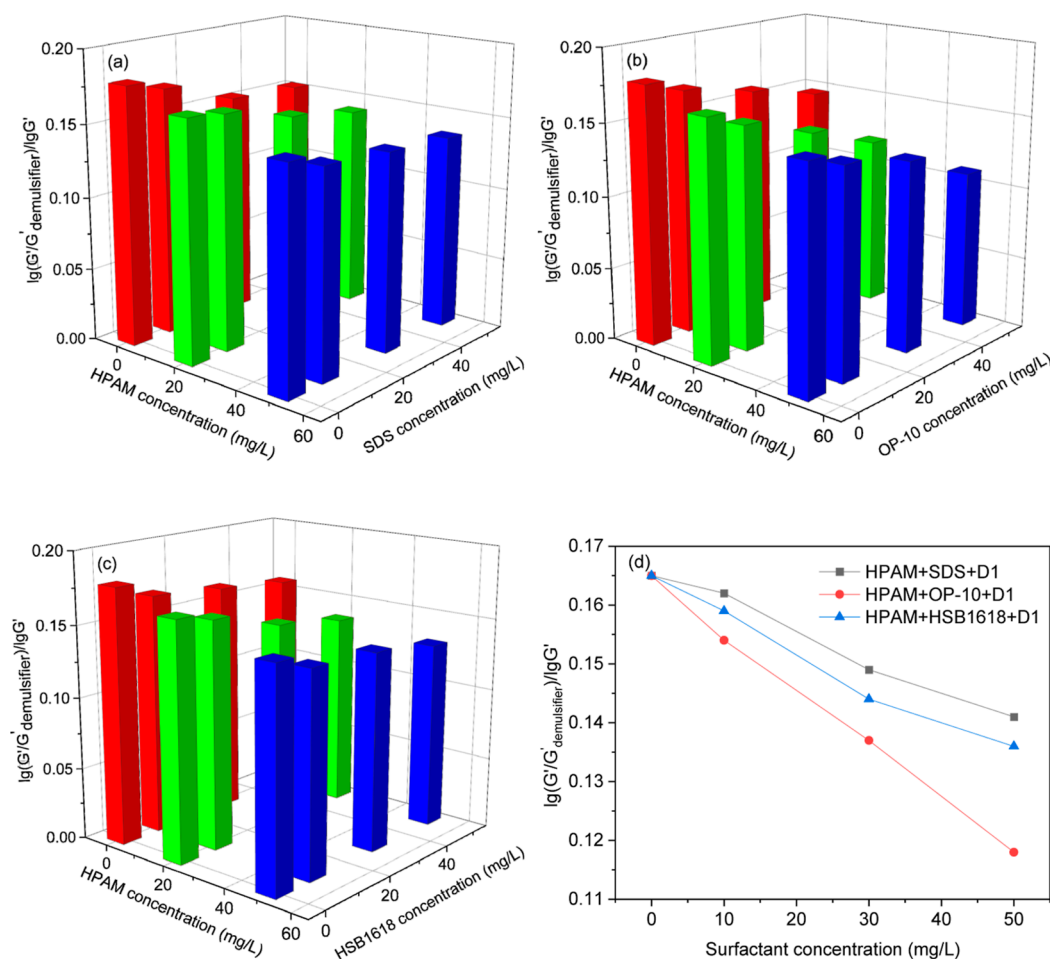 (a)
0.20
0.15
0.10
0.05
0.00
lg(G'/G'demulsifier)/lgG'
0
20
40
60
HPAM concentration (mg/L)
0
20
40
SDS concentration (mg/L)
(b)
0.20
0.15
0.10
0.05
0.00
lg(G'/G'demulsifier)/lgG'
0
20
40
60
HPAM concentration (mg/L)
0
20
40
OP-10 concentration (mg/L)
(c)
0.20
0.15
0.10
0.05
0.00
lg(G'/G'demulsifier)/lgG'
0
20
40
60
HPAM concentration (mg/L)
0
20
40
HSB1618 concentration (mg/L)
(d)
HPAM+SDS+D1
HPAM+OP-10+D1
HPAM+HSB1618+D1
0.17
0.16
0.15
0.14
0.13
0.12
0.11
lg(G'/G'demulsifier)/lgG'
0
10
20
30
40
50
Surfactant concentration (mg/L)